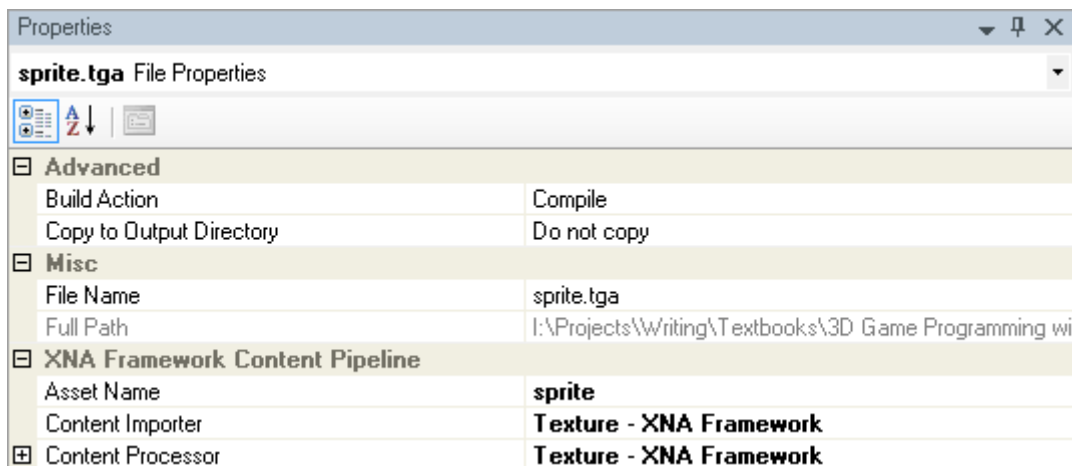 Properties
sprite.tga File Properties
A Z
Advanced
Build Action Compile
Copy to Output Directory Do not copy
Misc
File Name sprite.tga
Full Path I:\Projects\Writing\Textbooks\3D Game Programming wi
XNA Framework Content Pipeline
Asset Name sprite
Content Importer Texture - XNA Framework
Content Processor Texture - XNA Framework